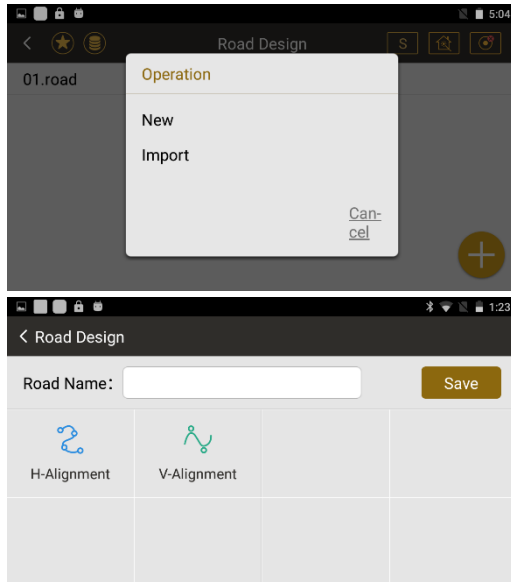 5:04
Road Design
S
01.road
Operation
New
Import
Can-
cel
1:23
Road Design
Road Name:
Save
H-Alignment
V-Alignment